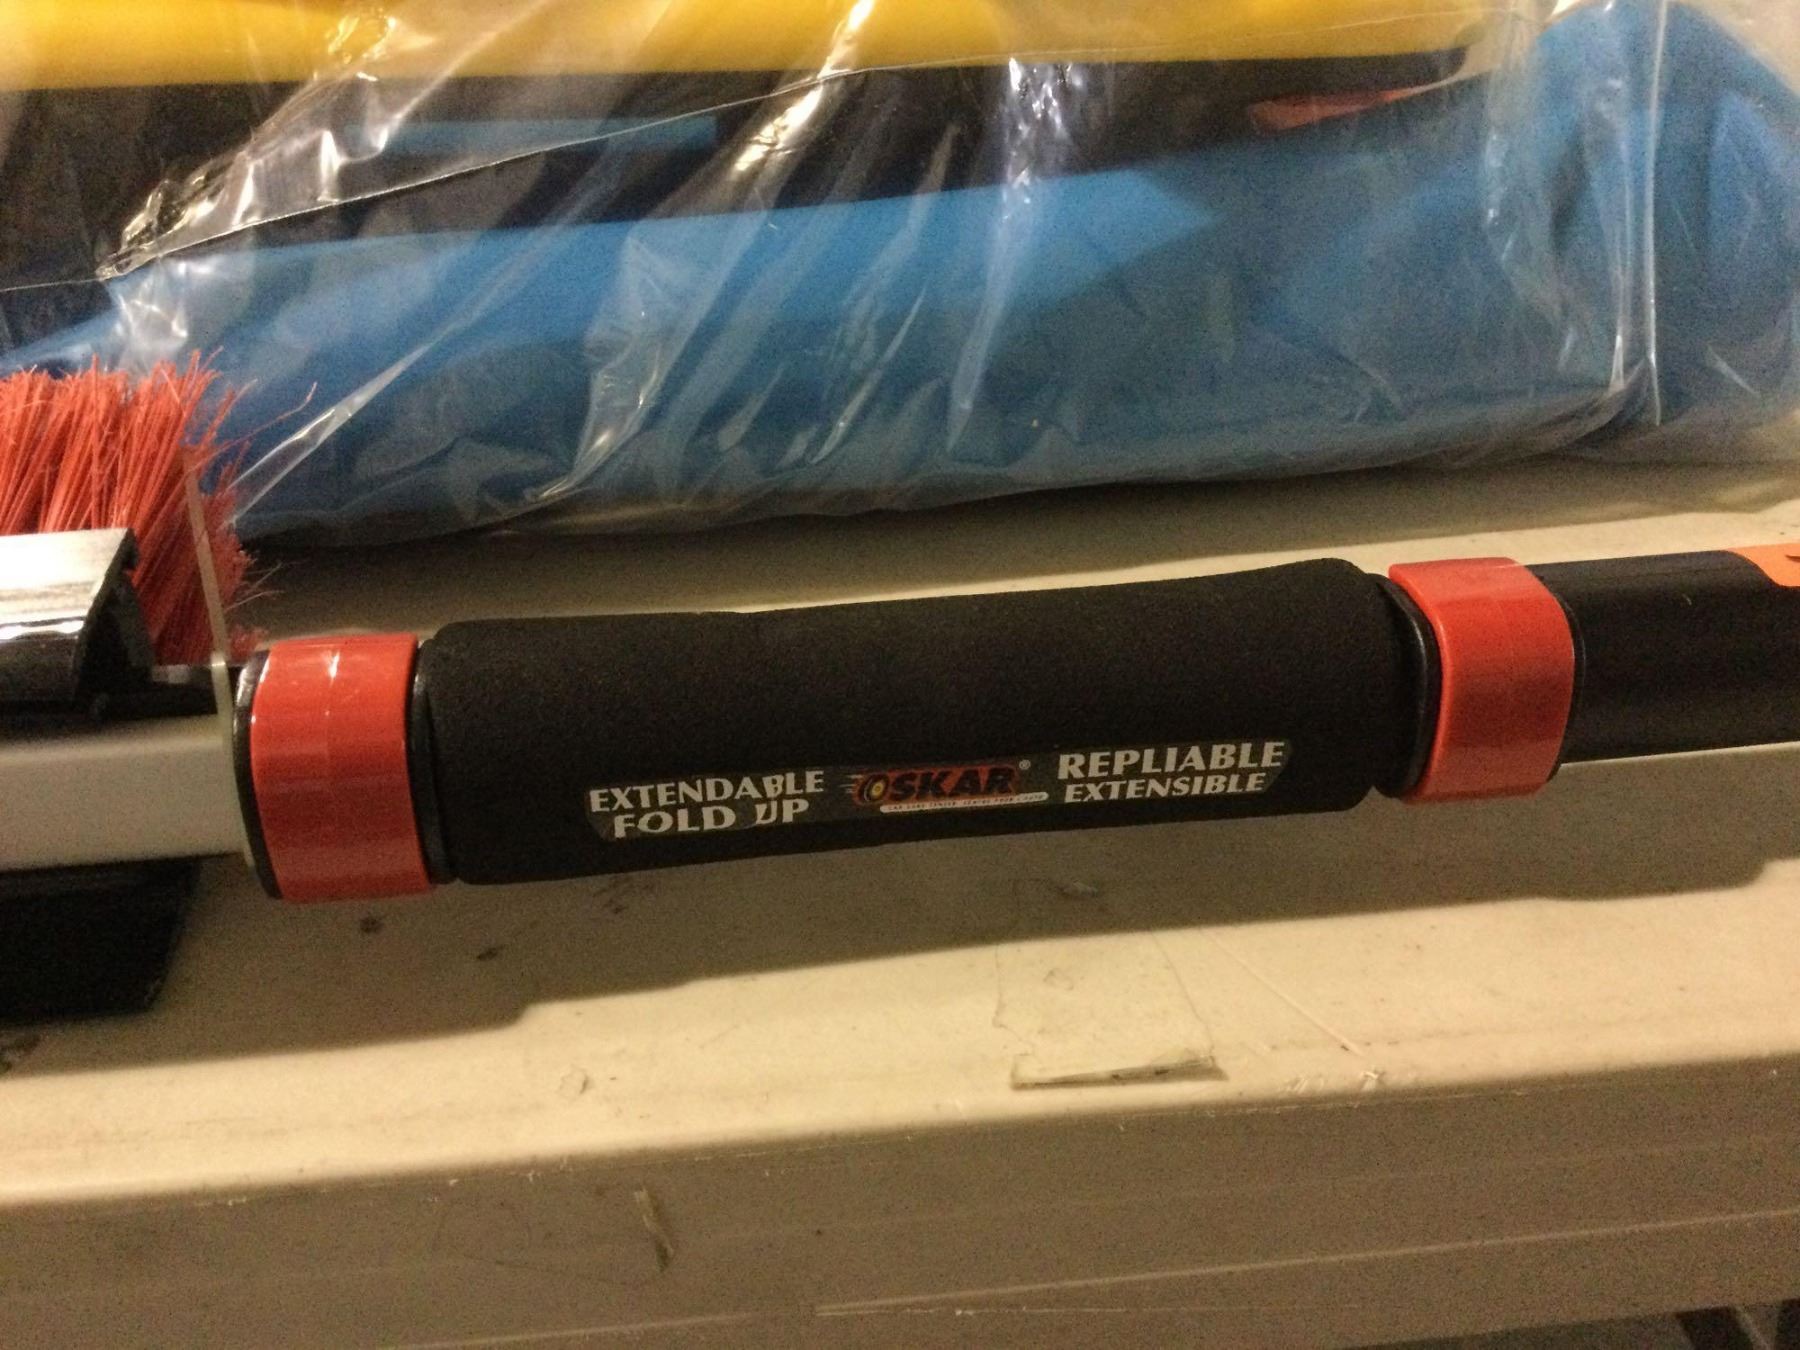 EXTENDABLE
FOLD UP
OSKAR®
REPLIABLE
EXTENSIBLE